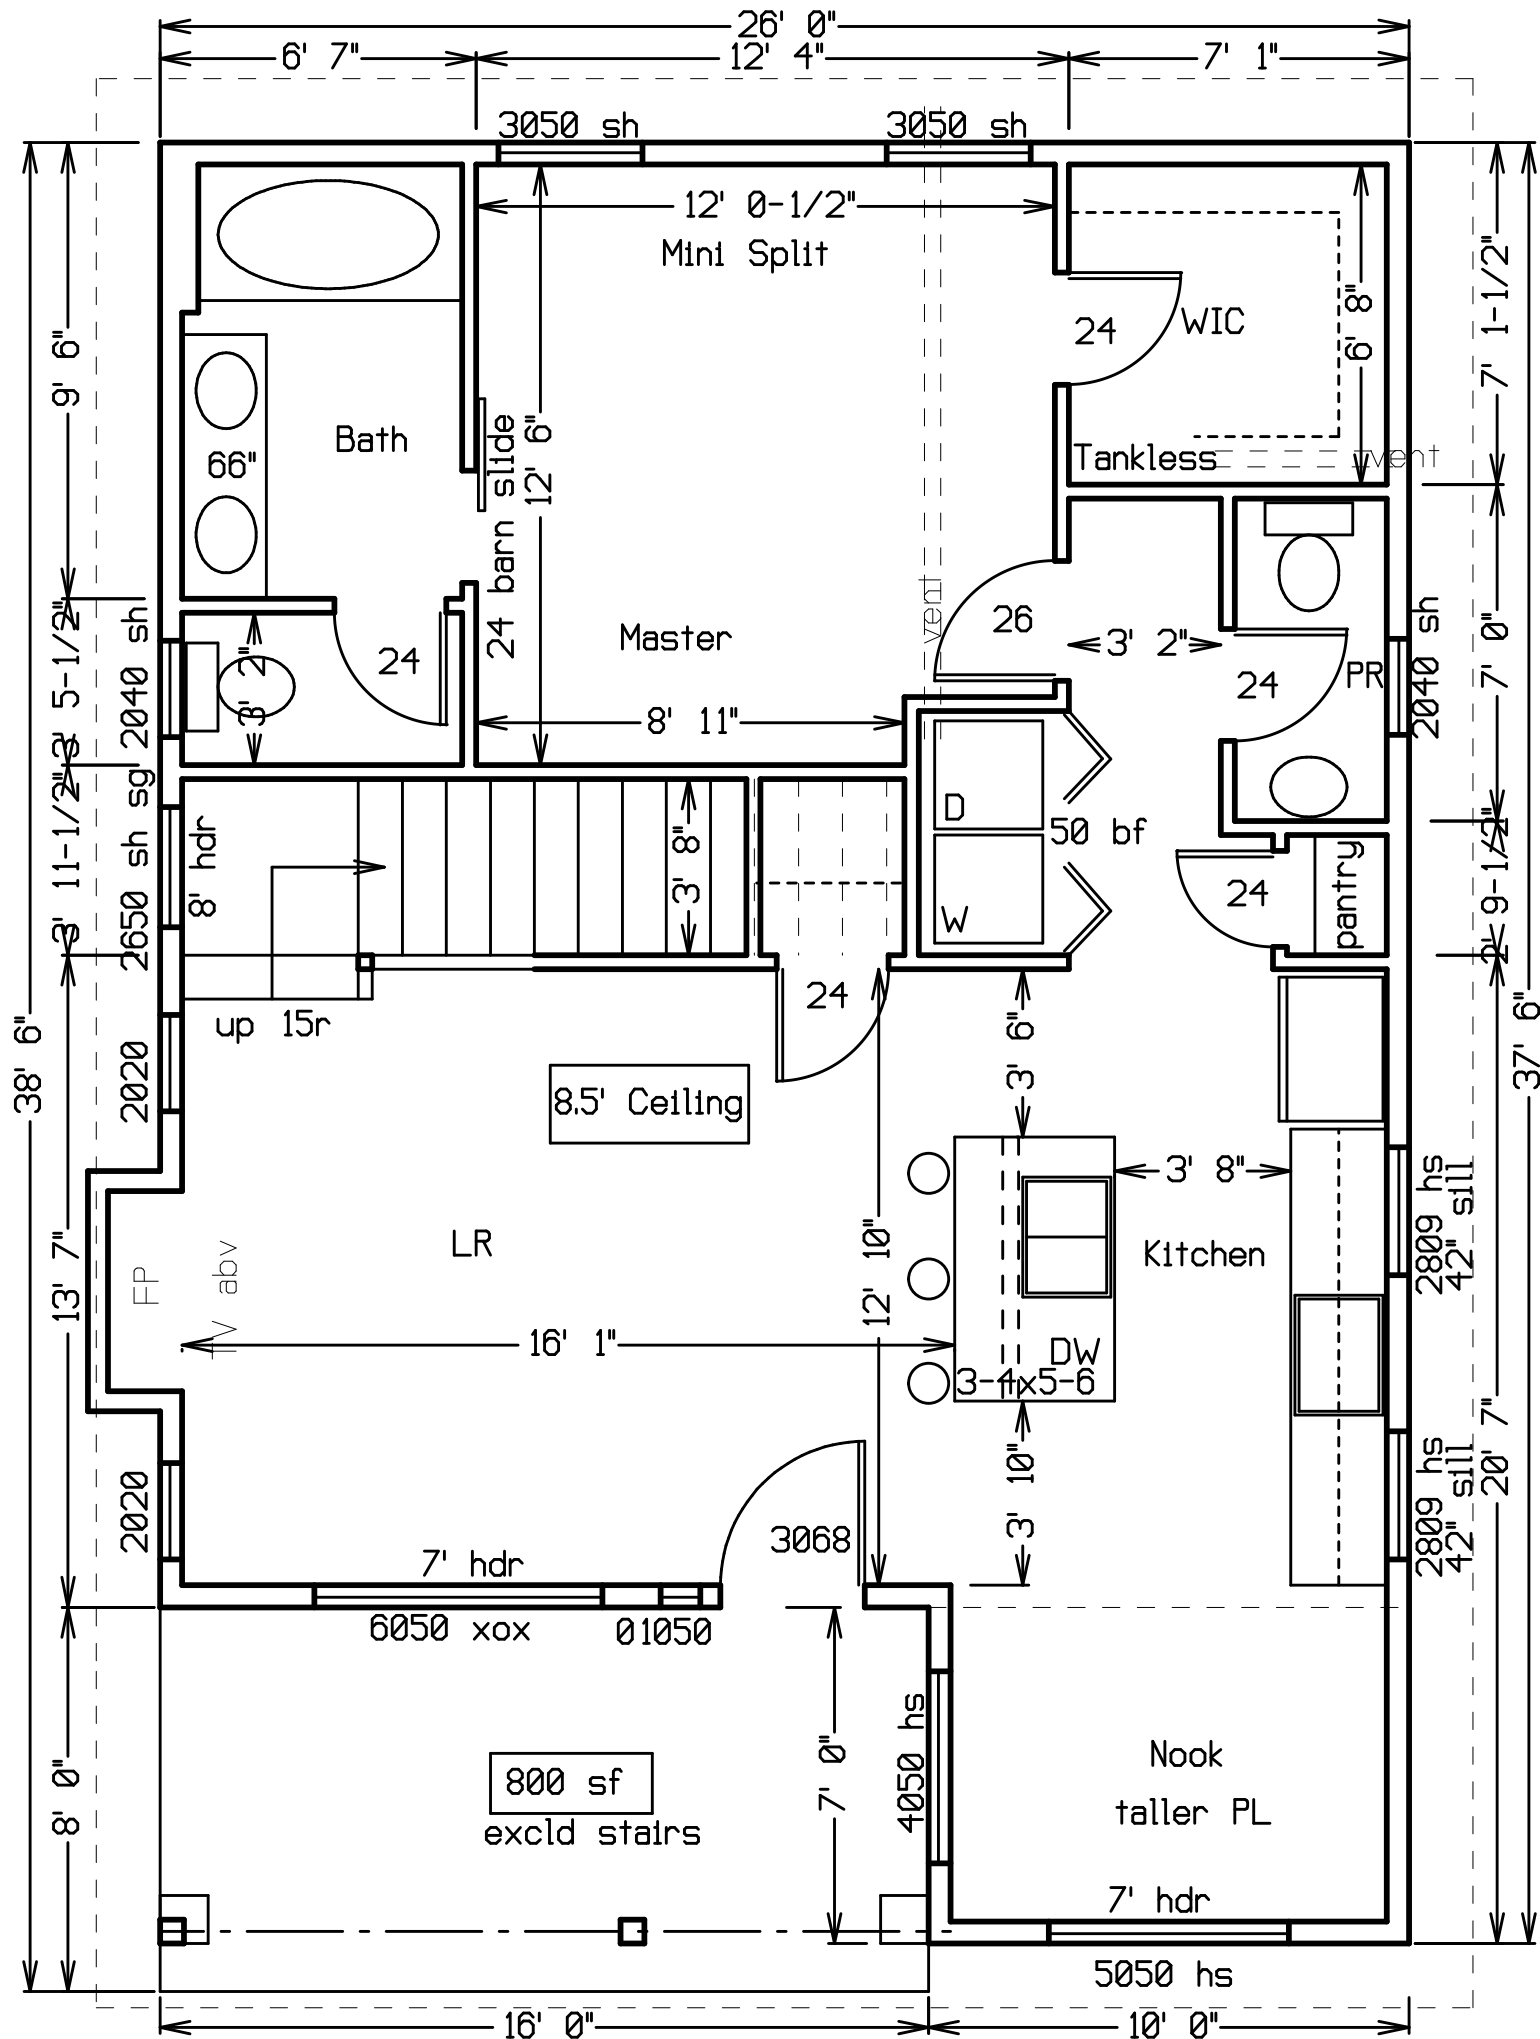 26' 0"
6' 7"
12' 4"
7' 1"
3050 sh
3050 sh
12' 0-1/2"
Mini Split
24
WIC
6' 8"
7' 1-1/2"
9' 6"
Bath
66"
24 barn slide
12' 6"
Tankless
vent
vent
Master
26
3' 2"
24
PR
2040 sh
7' 0"
3' 5-1/2"
2040 sh
3' 2"
24
8' 11"
D
50 bf
W
24
pantry
2' 9-1/2"
3' 11-1/2"
2650 sh sg
8' hdr
3' 8"
up 15r
24
38' 6"
37' 6"
2020
8.5' Ceiling
3' 6"
3' 8"
2809 hs
42" sill
13' 7"
FP
TV abv
LR
12' 10"
Kitchen
16' 1"
DW
3-4x5-6
3' 10"
2809 hs
42" sill
20' 7"
2020
7' hdr
3068
6050 xox
01050
8' 0"
800 sf
excld stairs
7' 0"
4050 hs
Nook
taller PL
7' hdr
5050 hs
16' 0"
10' 0"